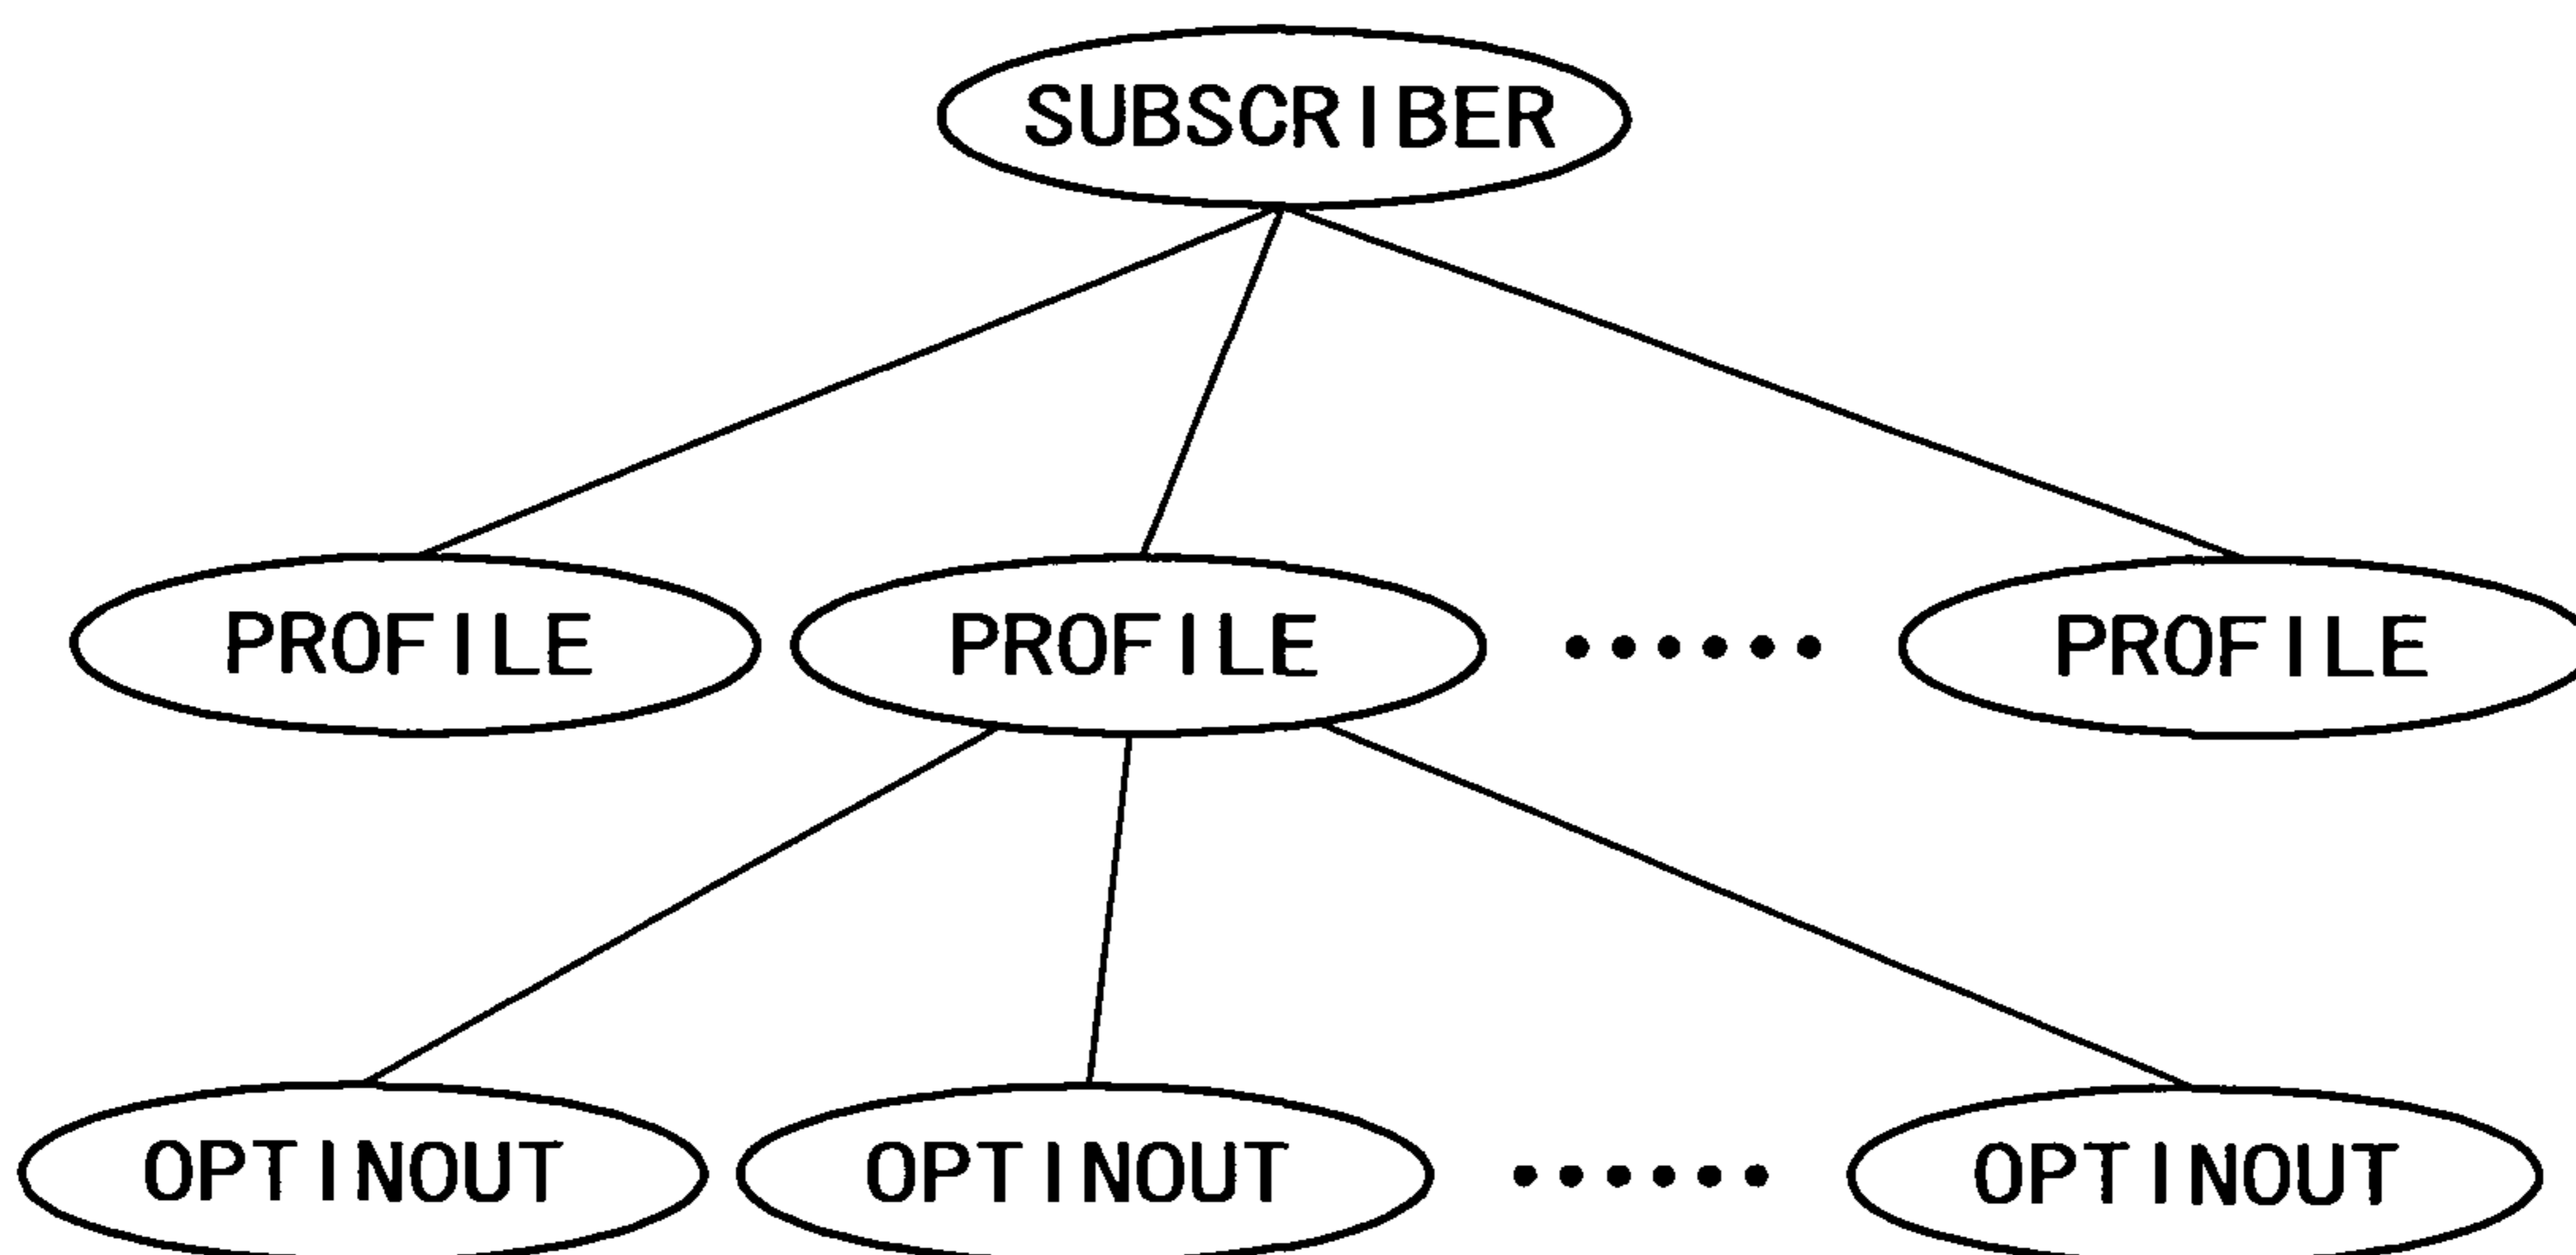 SUBSCRIBER
PROFILE PROFILE ...... PROFILE
OPTINOUT OPTINOUT ...... OPTINOUT